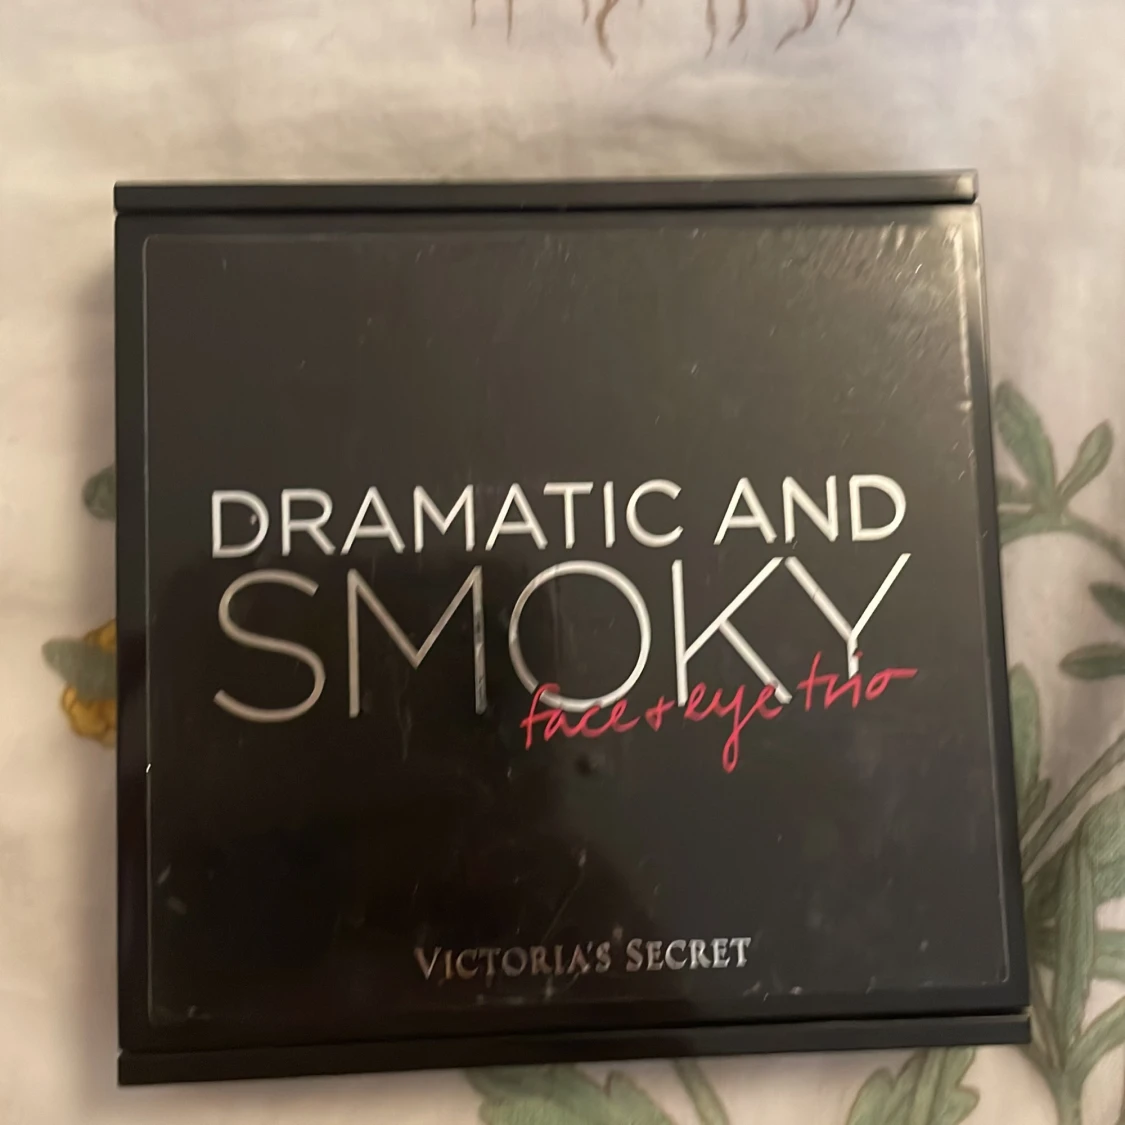 DRAMATIC AND
SMOKY
face + eye trio
VICTORIA'S SECRET